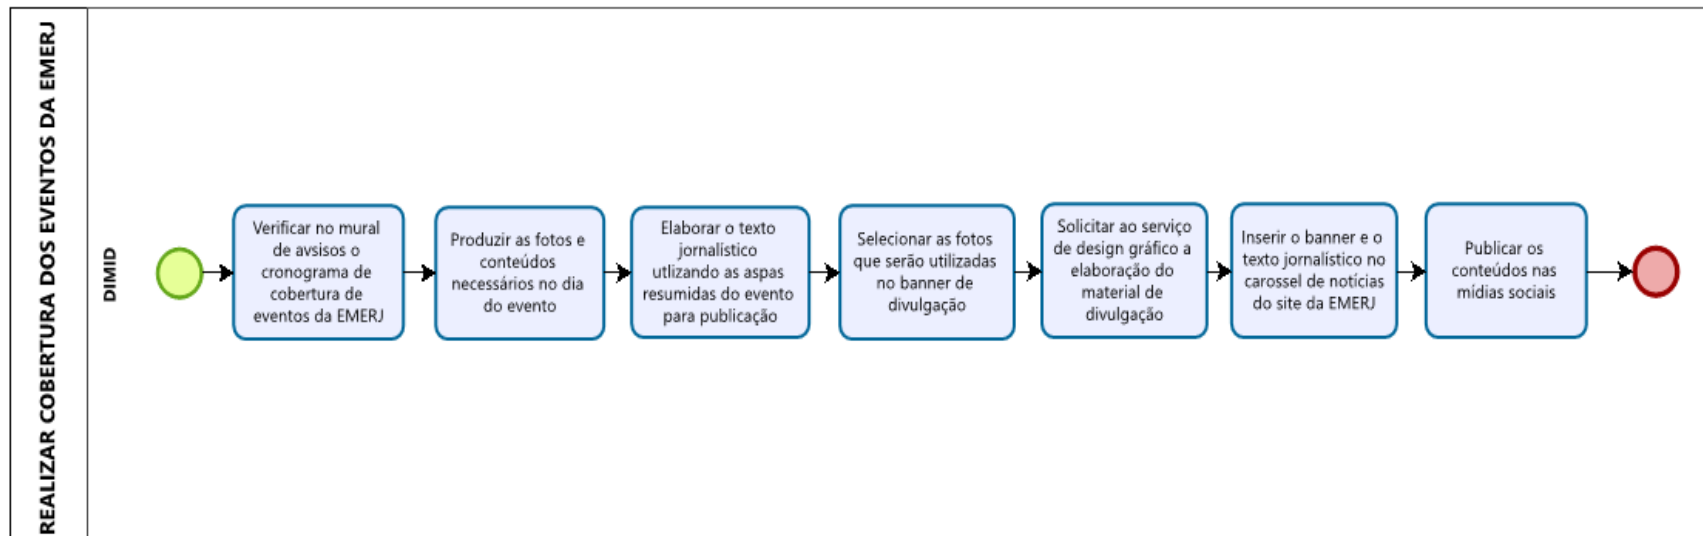 REALIZAR COBERTURA DOS EVENTOS DA EMERJ
DIMID
Verificar no mural
de avsisos o
cronograma de
cobertura de
eventos da EMERJ
Produzir as fotos e
conteúdos
necessários no dia
do evento
Elaborar o texto
jornalístico
utlizando as aspas
resumidas do evento
para publicação
Selecionar as fotos
que serão utilizadas
no banner de
divulgação
Solicitar ao serviço
de design gráfico a
elaboração do
material de
divulgação
Inserir o banner e o
texto jornalístico no
carossel de notícias
do site da EMERJ
Publicar os
conteúdos nas
mídias sociais